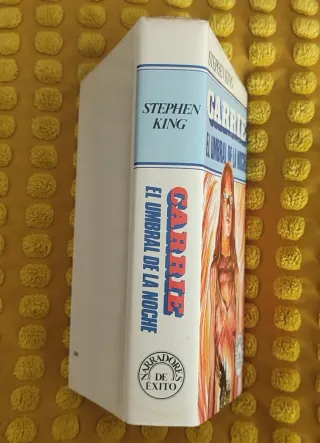 STEPHEN
KING
CARRIE
EL UMBRAL DE LA NOCHE
NARRADORES
DE
ÉXITO
STEPHEN KING
CARRIE
EL UMBRAL DE LA NOCHE